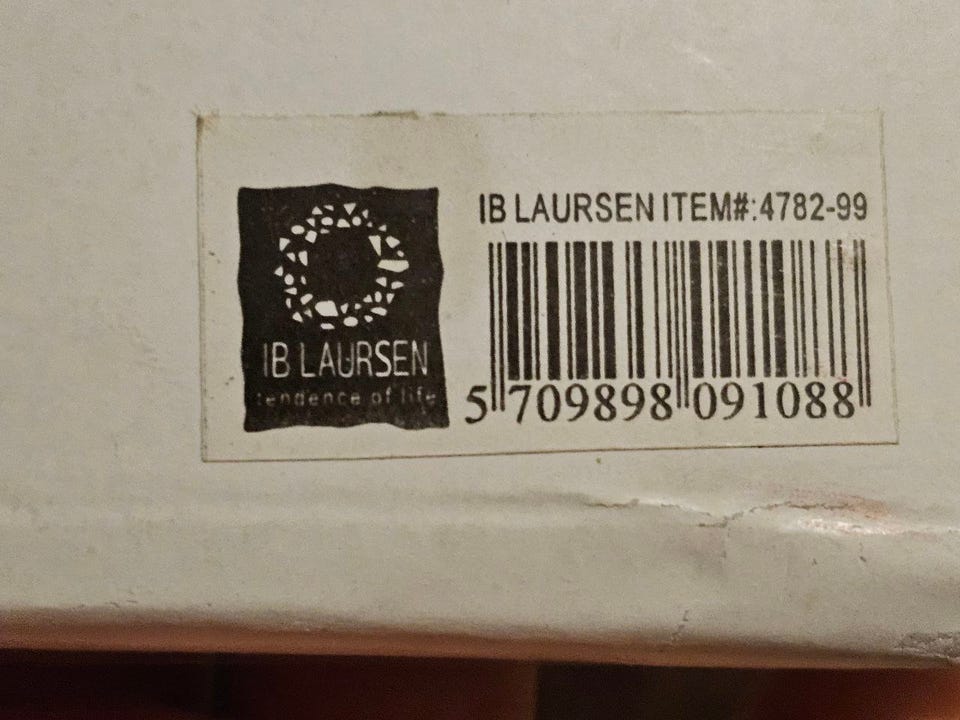 IB LAURSEN
tendence of life
IB LAURSEN ITEM#:4782-99
5 709898 091088